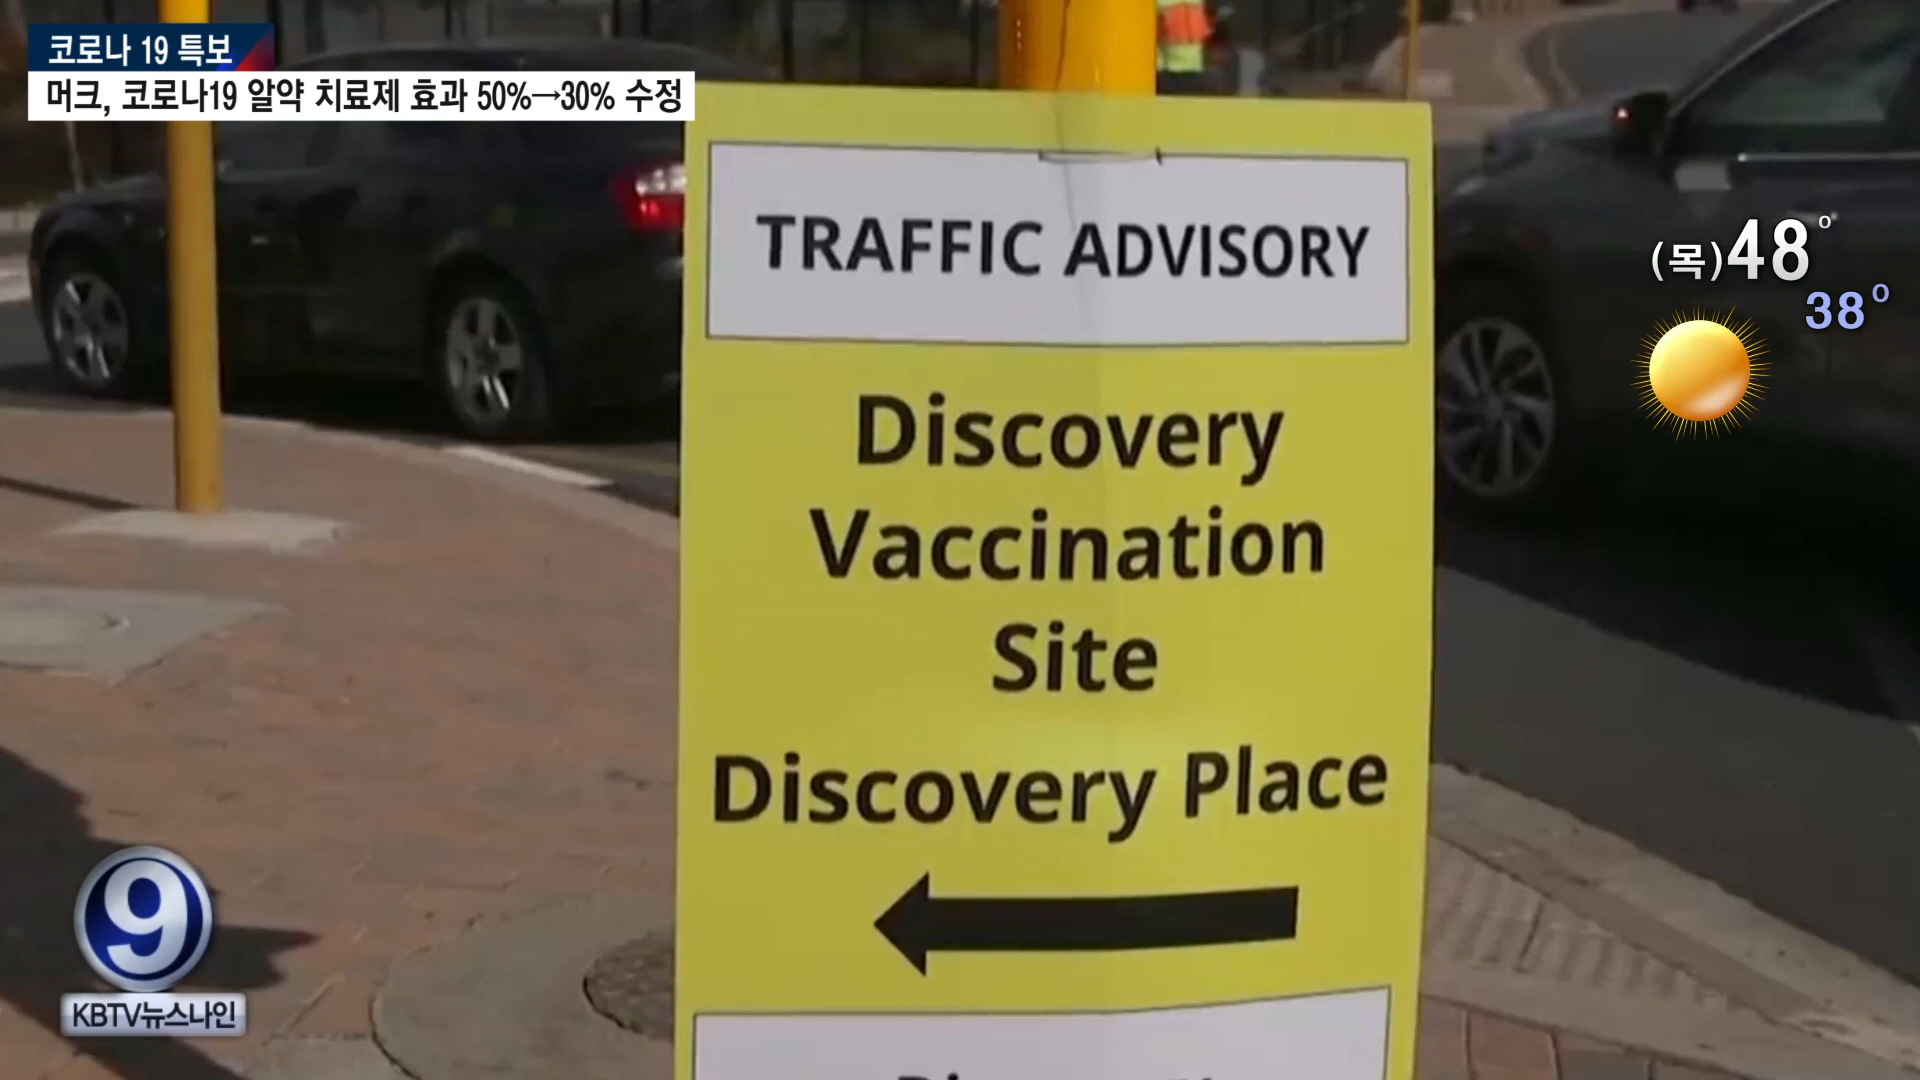 코로나 19 특보
머크, 코로나19 알약 치료제 효과 50%→30% 수정
TRAFFIC ADVISORY
(목)48°
38°
Discovery
Vaccination
Site
Discovery Place
9
KBTV뉴스나인